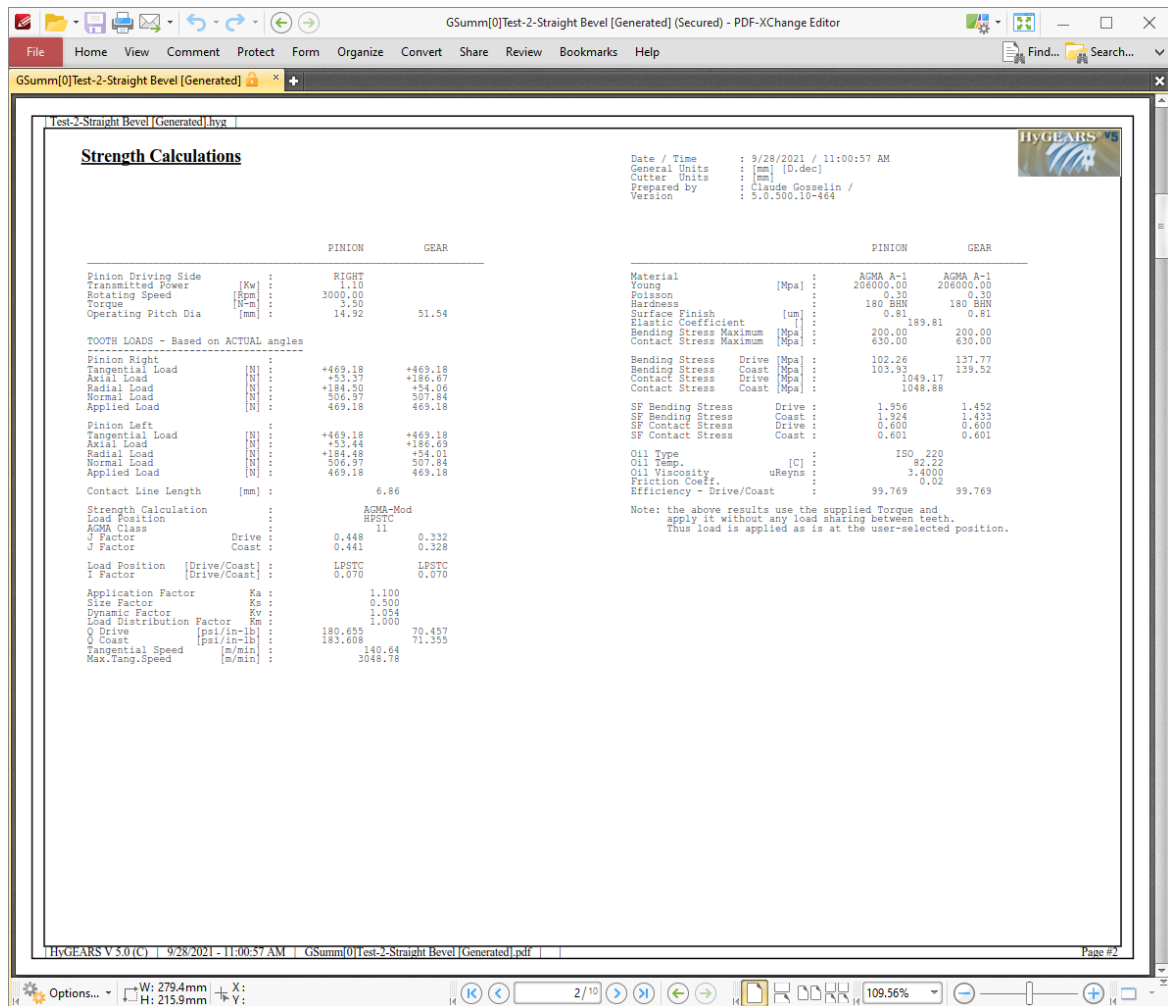 GSumm[0]Test-2-Straight Bevel [Generated] (Secured) - PDF-XChange Editor
File Home View Comment Protect Form Organize Convert Share Review Bookmarks Help Find... Search...
GSumm[0]Test-2-Straight Bevel [Generated]
Test-2-Straight Bevel [Generated].hyg
Strength Calculations
HyGEARS V5
Date / Time : 9/28/2021 / 11:00:57 AM
General Units : [mm] [D.dec]
Cutter Units : [mm]
Prepared by : Claude Gosselin /
Version : 5.0.500.10-464
PINION GEAR
Pinion Driving Side : RIGHT
Transmitted Power [Kw] : 1.10
Rotating Speed [Rpm] : 3000.00
Torque [N-m] : 3.50
Operating Pitch Dia [mm] : 14.92 51.54
TOOTH LOADS - Based on ACTUAL angles
Pinion Right :
Tangential Load [N] : +469.18 +469.18
Axial Load [N] : +53.37 +186.67
Radial Load [N] : +184.50 +54.06
Normal Load [N] : 506.97 507.84
Applied Load [N] : 469.18 469.18
Pinion Left :
Tangential Load [N] : +469.18 +469.18
Axial Load [N] : +53.44 +186.69
Radial Load [N] : +184.48 +54.01
Normal Load [N] : 506.97 507.84
Applied Load [N] : 469.18 469.18
Contact Line Length [mm] : 6.86
Strength Calculation : AGMA-Mod
Load Position : HPSTC
AGMA Class : 11
J Factor Drive : 0.448 0.332
J Factor Coast : 0.441 0.328
Load Position [Drive/Coast] : LPSTC LPSTC
I Factor [Drive/Coast] : 0.070 0.070
Application Factor Ka : 1.100
Size Factor Ks : 0.500
Dynamic Factor Kv : 1.054
Load Distribution Factor Km : 1.000
Q Drive [psi/in-lb] : 180.655 70.457
Q Coast [psi/in-lb] : 183.608 71.355
Tangential Speed [m/min] : 140.64
Max.Tang.Speed [m/min] : 3048.78
PINION GEAR
Material : AGMA A-1 AGMA A-1
Young [Mpa] : 206000.00 206000.00
Poisson : 0.30 0.30
Hardness : 180 BHN 180 BHN
Surface Finish [um] : 0.81 0.81
Elastic Coefficient [] : 189.81
Bending Stress Maximum [Mpa] : 200.00 200.00
Contact Stress Maximum [Mpa] : 630.00 630.00
Bending Stress Drive [Mpa] : 102.26 137.77
Bending Stress Coast [Mpa] : 103.93 139.52
Contact Stress Drive [Mpa] : 1049.17
Contact Stress Coast [Mpa] : 1048.88
SF Bending Stress Drive : 1.956 1.452
SF Bending Stress Coast : 1.924 1.433
SF Contact Stress Drive : 0.600 0.600
SF Contact Stress Coast : 0.601 0.601
Oil Type : ISO 220
Oil Temp. [C] : 82.22
Oil Viscosity uReyns : 3.4000
Friction Coeff. : 0.02
Efficiency - Drive/Coast : 99.769 99.769
Note: the above results use the supplied Torque and
apply it without any load sharing between teeth.
Thus load is applied as is at the user-selected position.
HyGEARS V 5.0 (C) 9/28/2021 - 11:00:57 AM GSumm[0]Test-2-Straight Bevel [Generated].pdf Page #2
Options... W: 279.4mm X: 2/10 109.56%
H: 215.9mm Y: